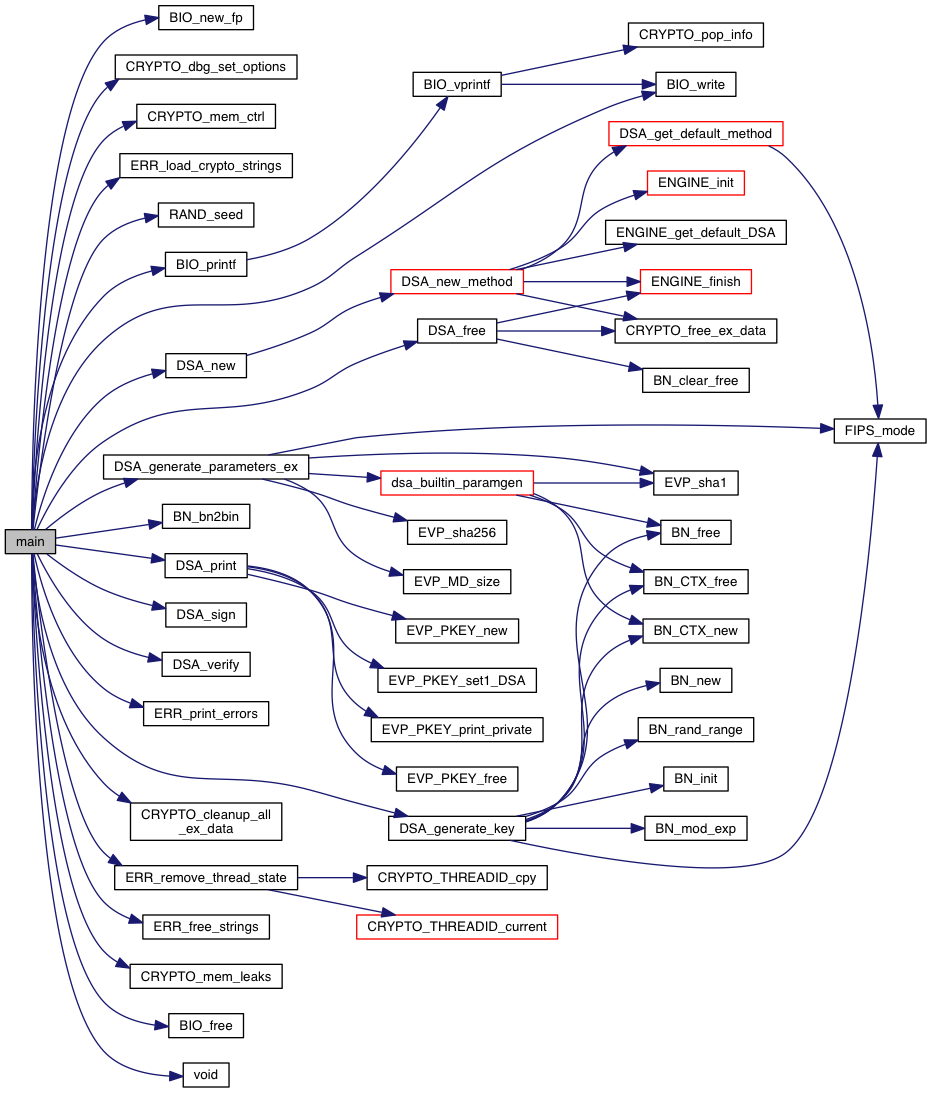 BIO_new_fp
CRYPTO_pop_info
CRYPTO_dbg_set_options
BIO_vprintf
BIO_write
CRYPTO_mem_ctrl
DSA_get_default_method
ERR_load_crypto_strings
ENGINE_init
RAND_seed
ENGINE_get_default_DSA
BIO_printf
DSA_new_method
ENGINE_finish
DSA_free
CRYPTO_free_ex_data
DSA_new
BN_clear_free
FIPS_mode
DSA_generate_parameters_ex
dsa_builtin_paramgen
EVP_sha1
BN_bn2bin
EVP_sha256
BN_free
main
DSA_print
EVP_MD_size
BN_CTX_free
DSA_sign
EVP_PKEY_new
BN_CTX_new
DSA_verify
EVP_PKEY_set1_DSA
BN_new
ERR_print_errors
EVP_PKEY_print_private
BN_rand_range
EVP_PKEY_free
BN_init
CRYPTO_cleanup_all
_ex_data
DSA_generate_key
BN_mod_exp
ERR_remove_thread_state
CRYPTO_THREADID_cpy
ERR_free_strings
CRYPTO_THREADID_current
CRYPTO_mem_leaks
BIO_free
void